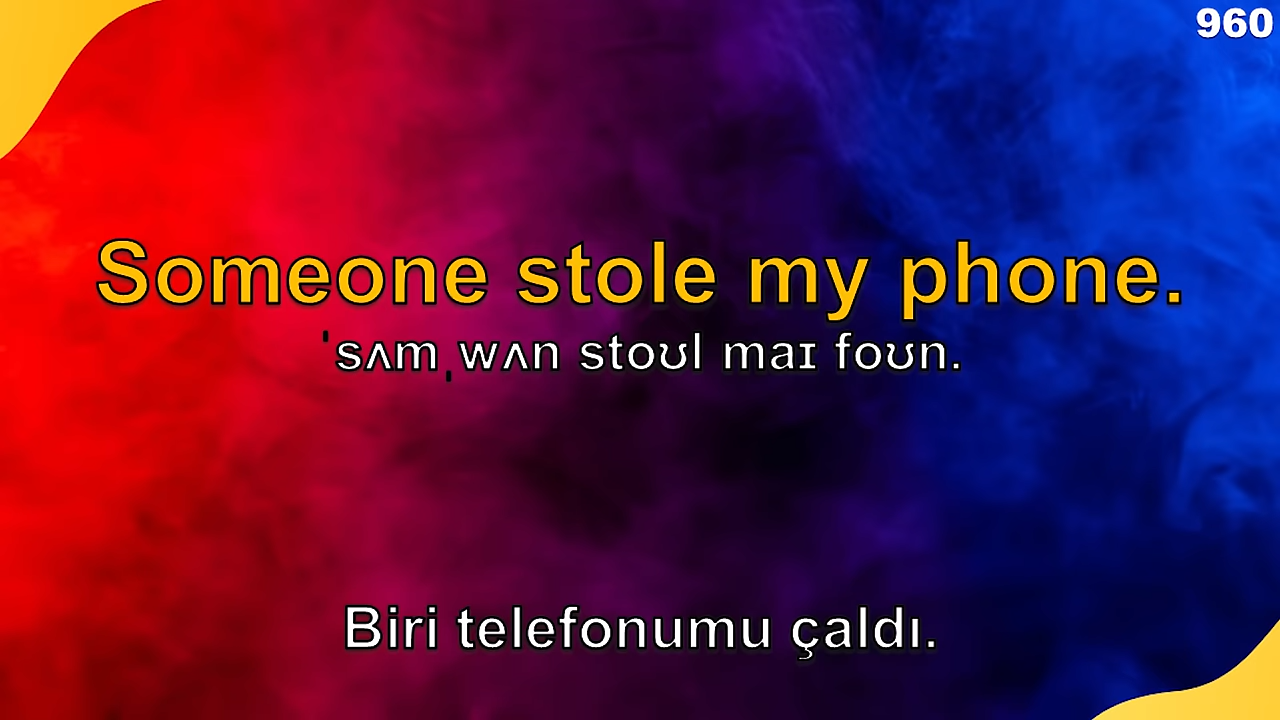 960
Someone stole my phone.
ˈsʌmˌwʌn stoʊl maɪ foʊn.
Biri telefonumu çaldı.